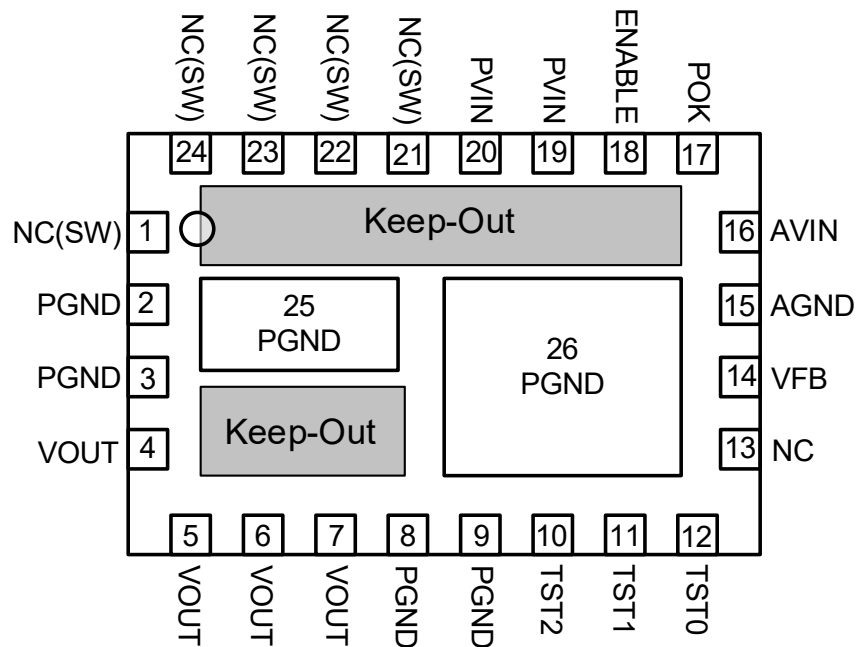 NC(SW)
NC(SW)
NC(SW)
NC(SW)
PVIN
PVIN
ENABLE
POK
24
23
22
21
20
19
18
17
NC(SW)
1
Keep-Out
16
AVIN
PGND
2
25
PGND
15
AGND
PGND
3
26
PGND
14
VFB
VOUT
4
Keep-Out
13
NC
5
6
7
8
9
10
11
12
VOUT
VOUT
VOUT
PGND
PGND
TST2
TST1
TST0